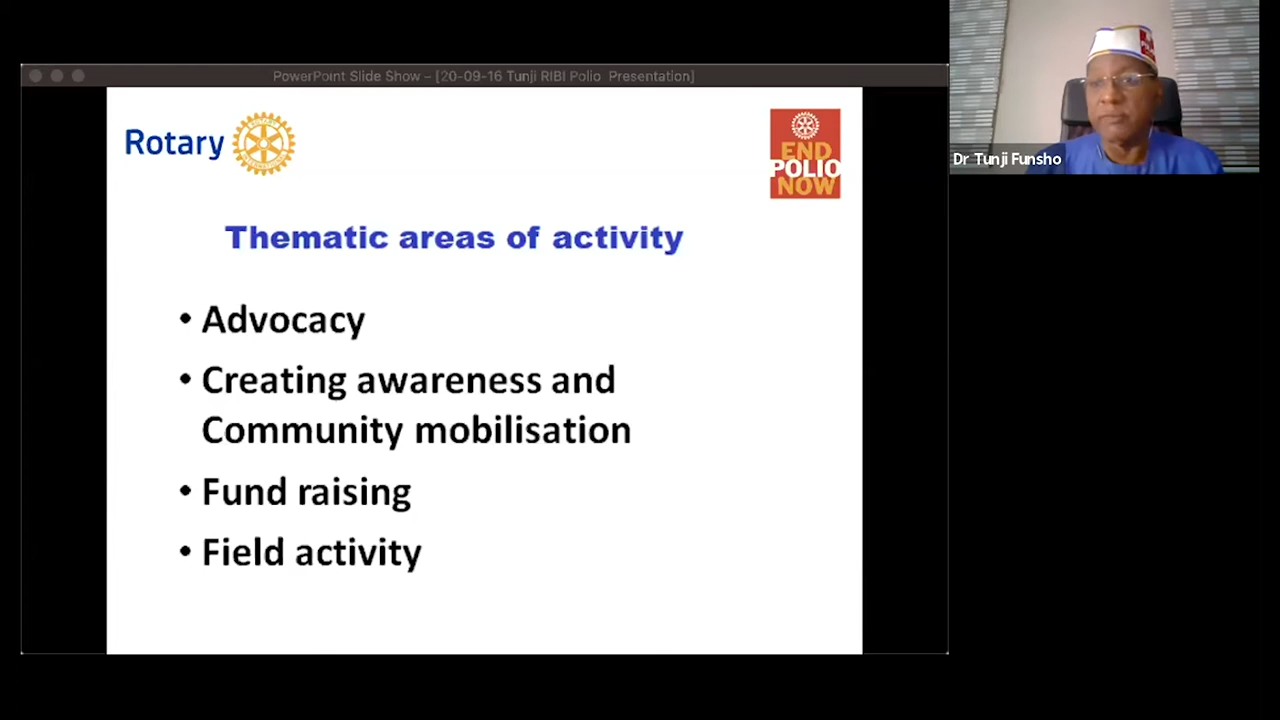 PowerPoint Slide Show – [20-09-16 Tunji RIBI Polio Presentation]
Rotary
END
POLIO
NOW
Dr Tunji Funsho
Thematic areas of activity
• Advocacy
• Creating awareness and
Community mobilisation
• Fund raising
• Field activity